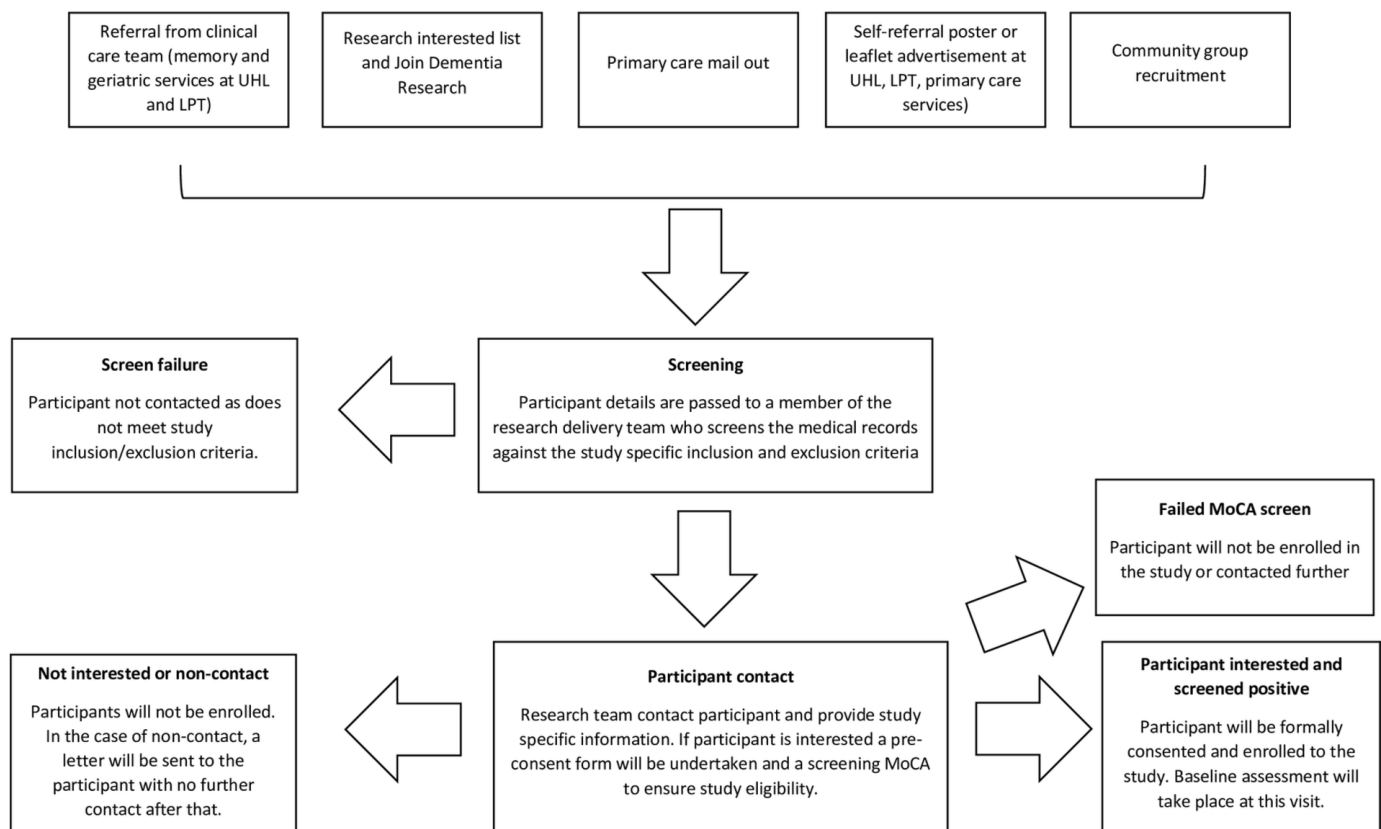 Referral from clinical
care team (memory and
geriatric services at UHL
and LPT)
Research interested list
and Join Dementia
Research
Primary care mail out
Self-referral poster or
leaflet advertisement at
UHL, LPT, primary care
services)
Community group
recruitment
Screen failure
Participant not contacted as does
not meet study
inclusion/exclusion criteria.
Screening
Participant details are passed to a member of the
research delivery team who screens the medical records
against the study specific inclusion and exclusion criteria
Failed MoCA screen
Participant will not be enrolled in
the study or contacted further
Not interested or non-contact
Participants will not be enrolled.
In the case of non-contact, a
letter will be sent to the
participant with no further
contact after that.
Participant contact
Research team contact participant and provide study
specific information. If participant is interested a pre-
consent form will be undertaken and a screening MoCA
to ensure study eligibility.
Participant interested and
screened positive
Participant will be formally
consented and enrolled to the
study. Baseline assessment will
take place at this visit.